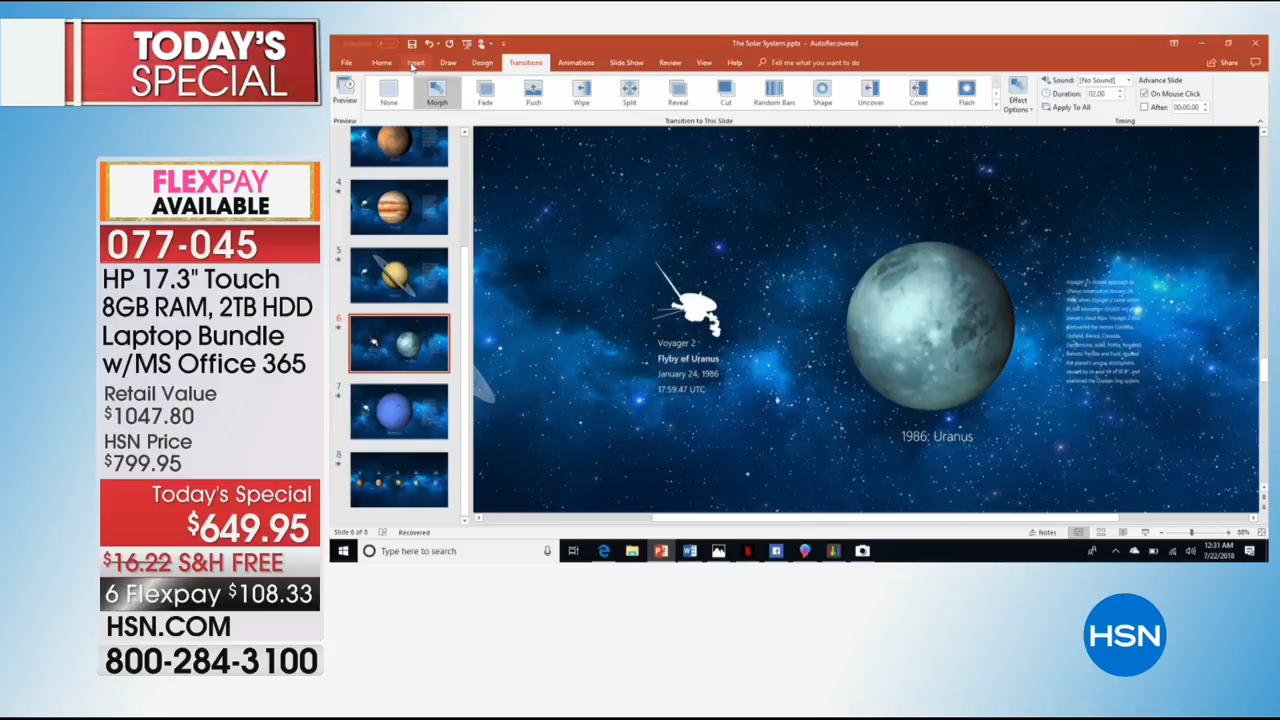 TODAY'S
SPECIAL
FLEXPAY
AVAILABLE
077-045
HP 17.3" Touch
8GB RAM, 2TB HDD
Laptop Bundle
w/MS Office 365
Retail Value
$1047.80
HSN Price
$799.95
Today's Special
$649.95
$16.22 S&H FREE
6 Flexpay $108.33
HSN.COM
800-284-3100
The Solar System.pptx - AutoRecovered
File Home Insert Draw Design Transitions Animations Slide Show Review View Help Tell me what you want to do Share
Preview None Morph Fade Push Wipe Split Reveal Cut Random Bars Shape Uncover Cover Flash Effect Options
Sound: [No Sound] Advance Slide
Duration: 02.00 On Mouse Click
Apply To All After: 00:00.00
Preview Transition to This Slide Timing
4
5
6
7
8
Voyager 2
Flyby of Uranus
January 24, 1986
17:59:47 UTC
1986: Uranus
Slide 6 of 8 Recovered Notes 88%
Type here to search
12:31 AM
7/22/2018
HSN